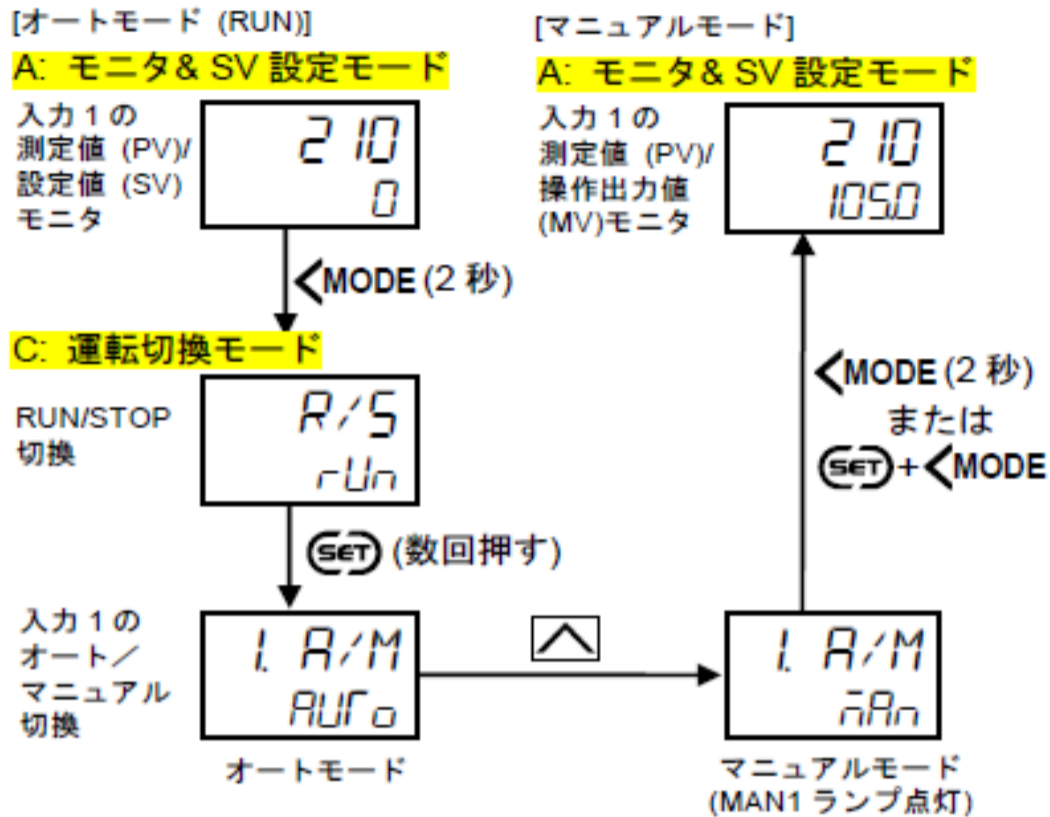 [オートモード (RUN)]
A: モニタ& SV 設定モード
入力 1 の
測定値 (PV)/
設定値 (SV)
モニタ
210
0
<MODE (2 秒)
C: 運転切換モード
RUN/STOP
切換
R/S
rUn
SET (数回押す)
入力 1 の
オート／
マニュアル
切換
1. A/M
AUTo
オートモード
[マニュアルモード]
A: モニタ& SV 設定モード
入力 1 の
測定値 (PV)/
操作出力値
(MV)モニタ
210
105.0
<MODE (2 秒)
または
SET+<MODE
1. A/M
mAn
マニュアルモード
(MAN1 ランプ点灯)